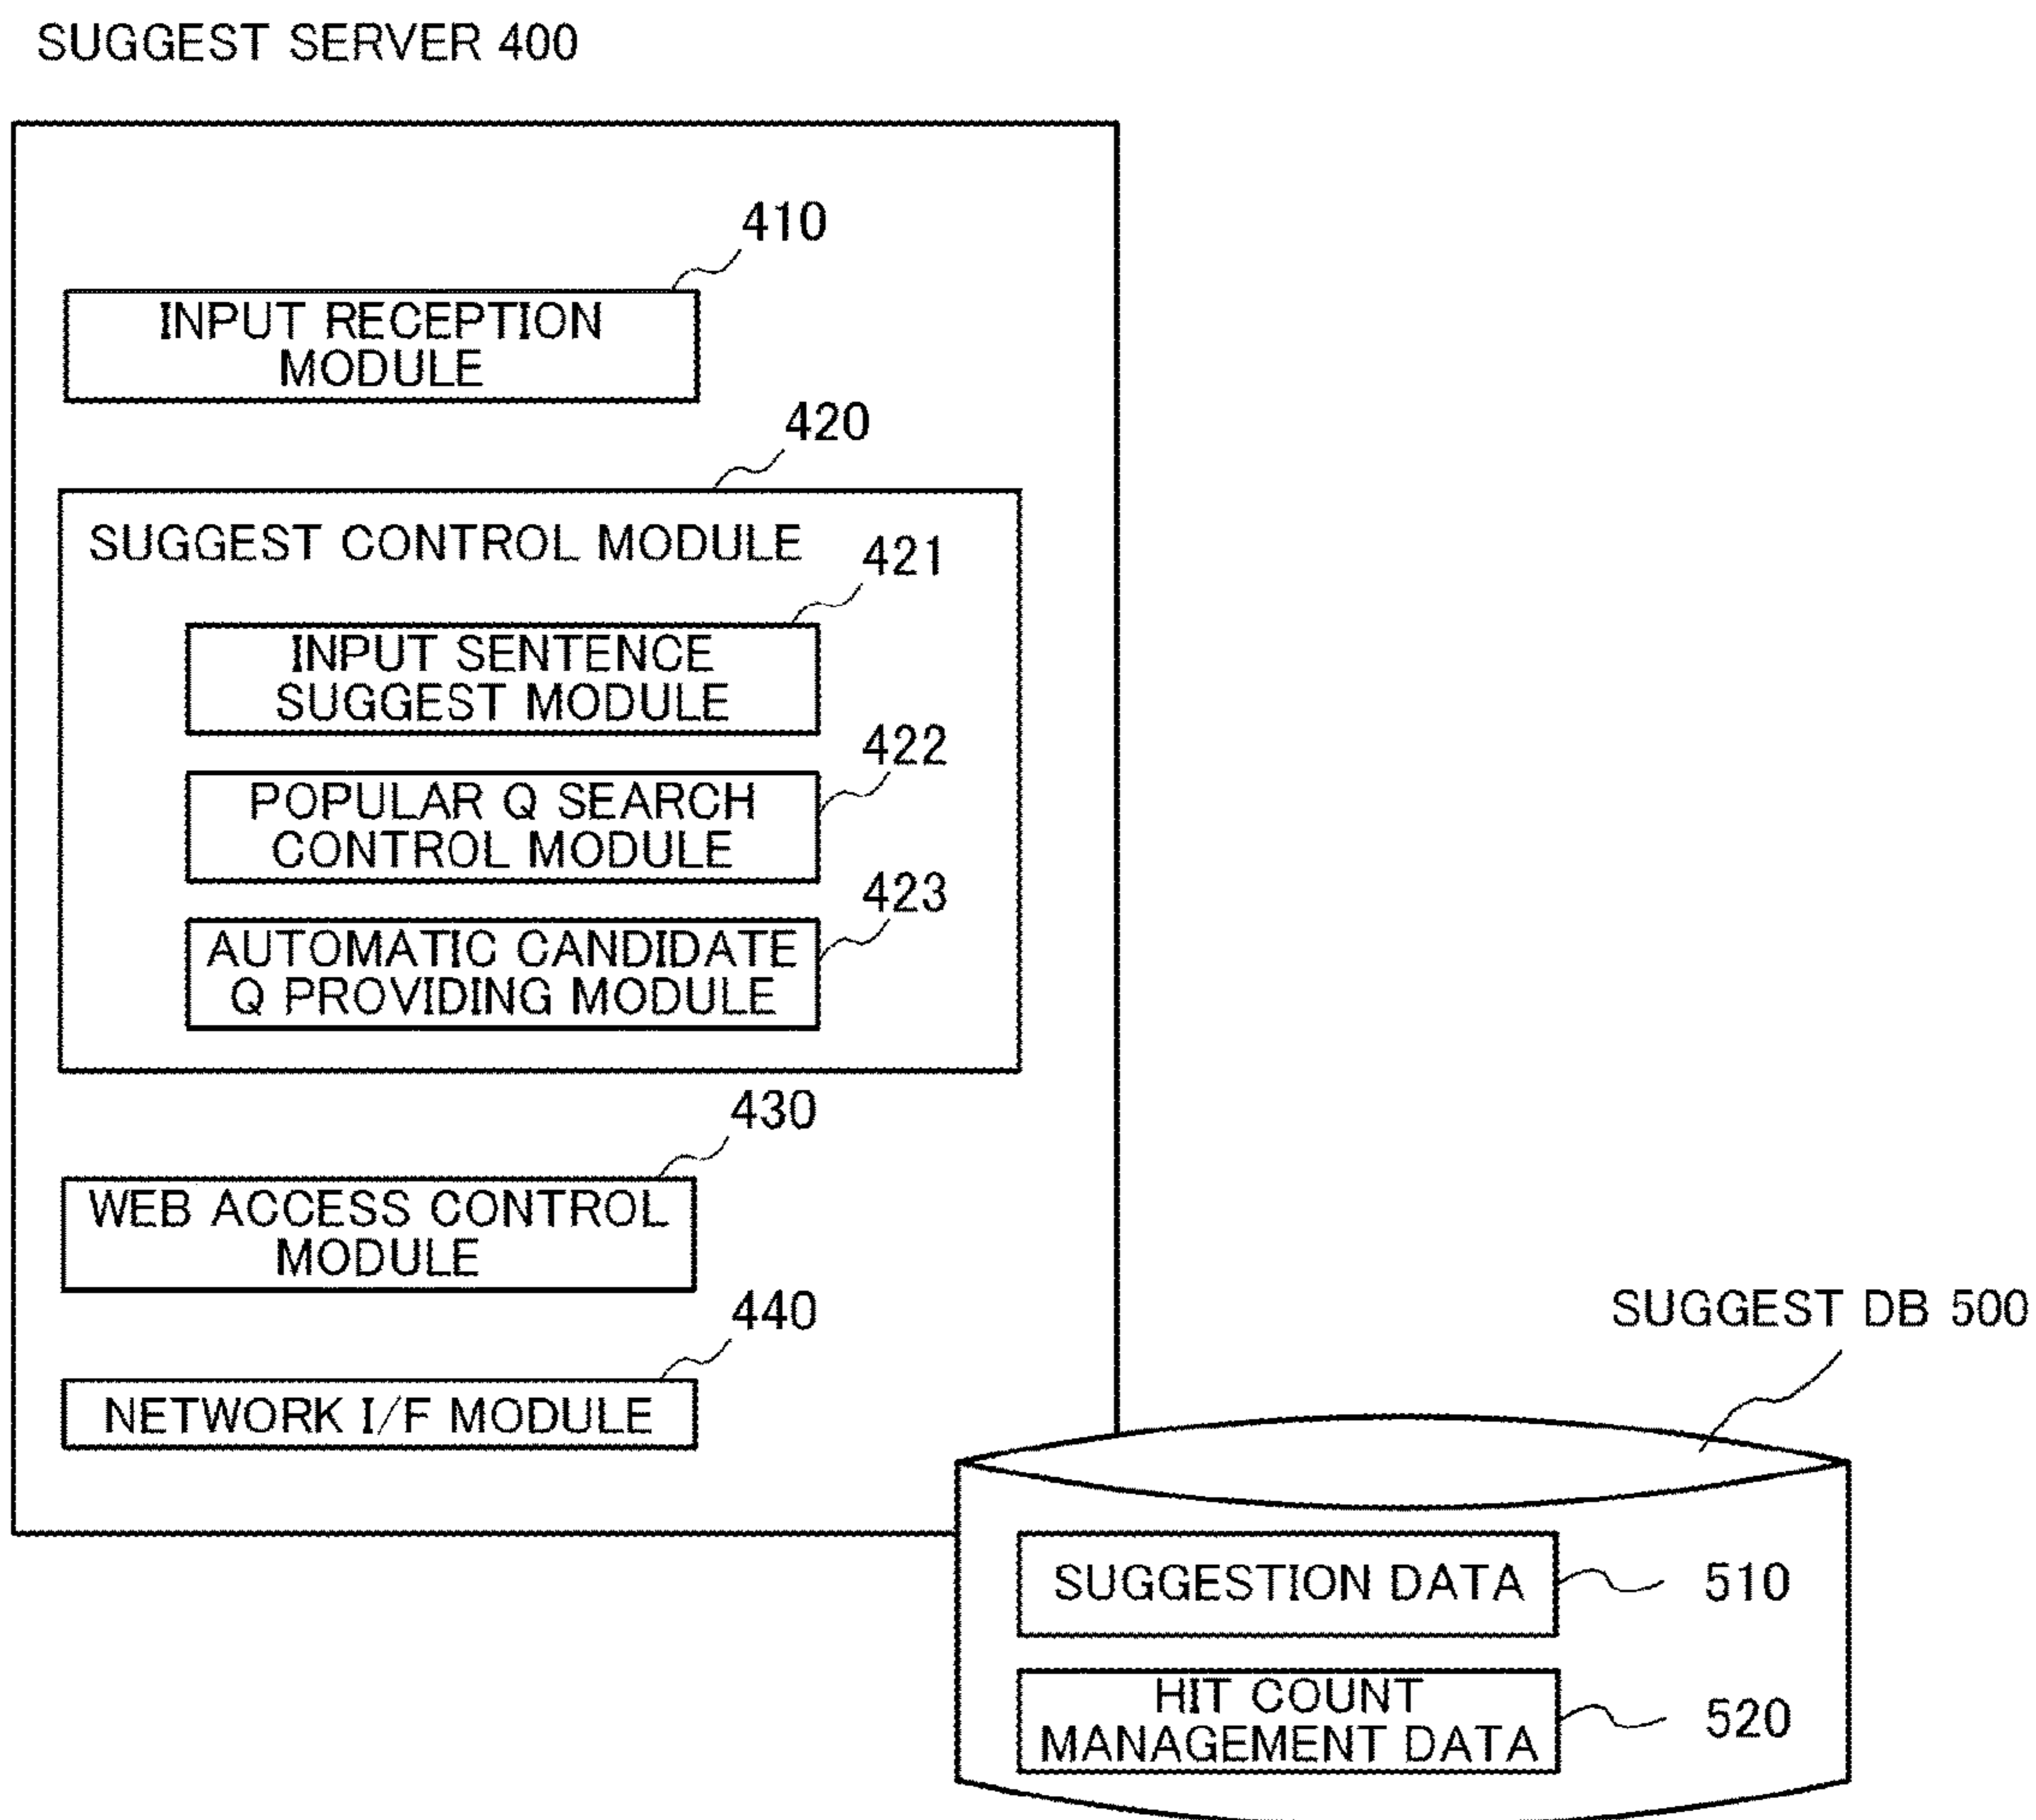 SUGGEST SERVER 400
410
INPUT RECEPTION
MODULE
420
SUGGEST CONTROL MODULE
421
INPUT SENTENCE
SUGGEST MODULE
422
POPULAR Q SEARCH
CONTROL MODULE
423
AUTOMATIC CANDIDATE
Q PROVIDING MODULE
430
WEB ACCESS CONTROL
MODULE
440
NETWORK I/F MODULE
SUGGEST DB 500
SUGGESTION DATA
510
HIT COUNT
MANAGEMENT DATA
520